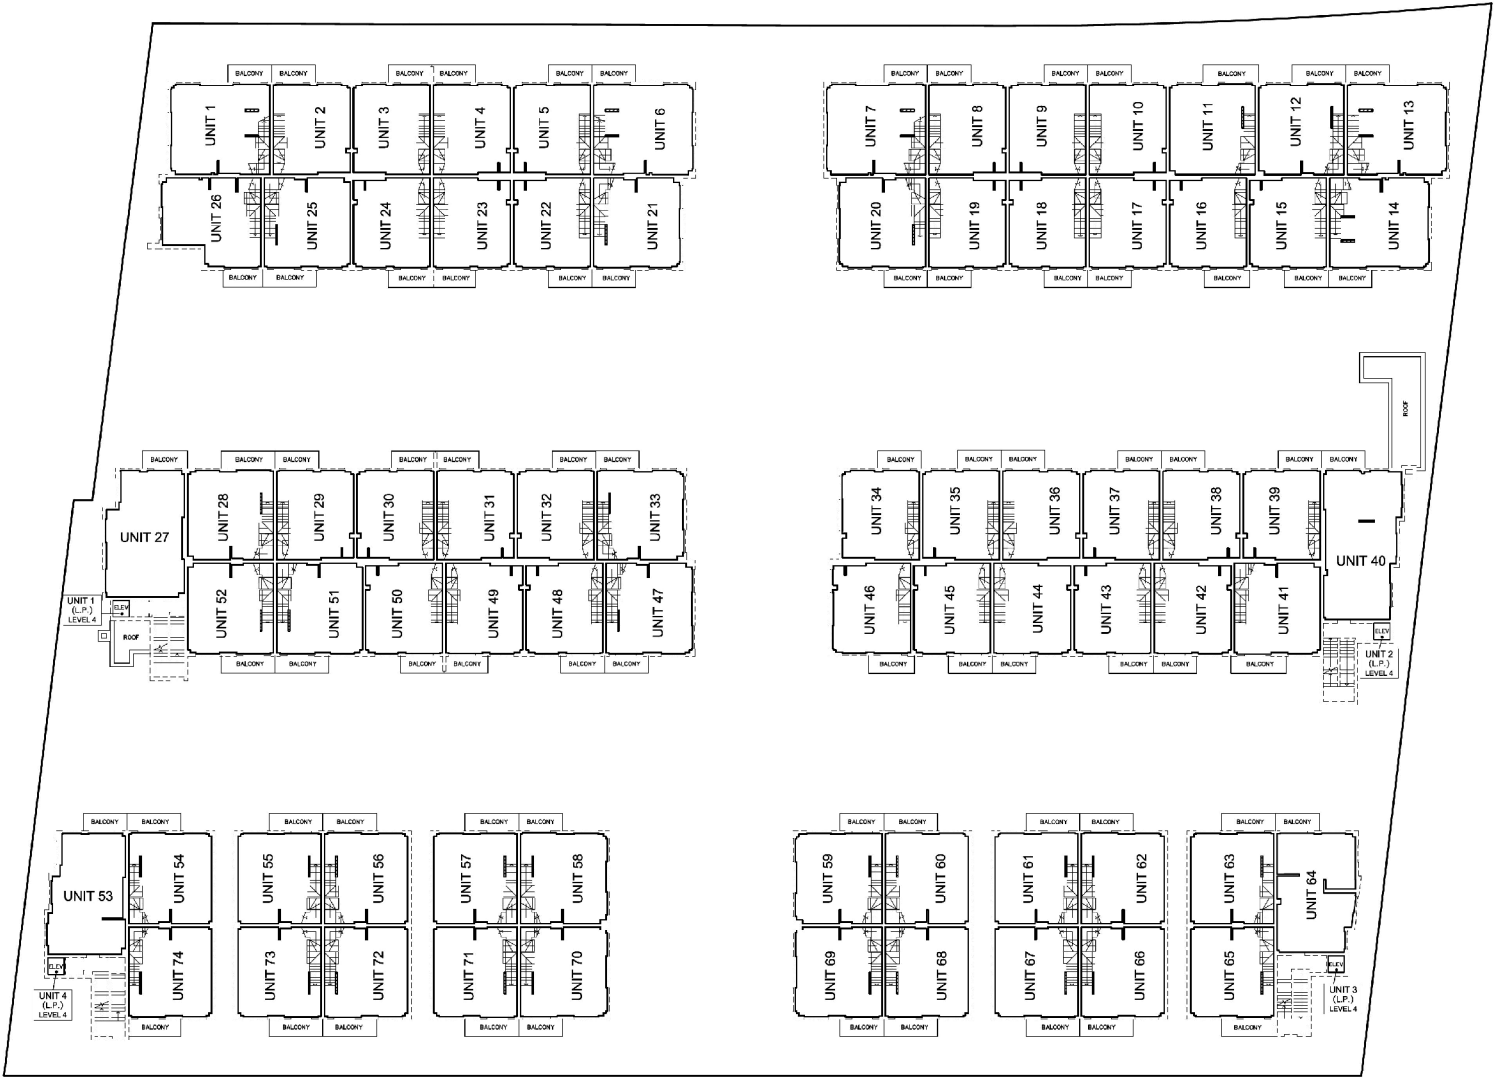 BALCONY BALCONY BALCONY BALCONY BALCONY BALCONY
BALCONY BALCONY BALCONY BALCONY BALCONY BALCONY BALCONY
UNIT 1 UNIT 2 UNIT 3 UNIT 4 UNIT 5 UNIT 6
UNIT 7 UNIT 8 UNIT 9 UNIT 10 UNIT 11 UNIT 12 UNIT 13
UNIT 26 UNIT 25 UNIT 24 UNIT 23 UNIT 22 UNIT 21
UNIT 20 UNIT 19 UNIT 18 UNIT 17 UNIT 16 UNIT 15 UNIT 14
BALCONY BALCONY BALCONY BALCONY BALCONY BALCONY
BALCONY BALCONY BALCONY BALCONY BALCONY BALCONY BALCONY
ROOF
BALCONY BALCONY BALCONY BALCONY BALCONY BALCONY BALCONY
BALCONY BALCONY BALCONY BALCONY BALCONY BALCONY BALCONY
UNIT 27 UNIT 28 UNIT 29 UNIT 30 UNIT 31 UNIT 32 UNIT 33
UNIT 34 UNIT 35 UNIT 36 UNIT 37 UNIT 38 UNIT 39 UNIT 40
UNIT 52 UNIT 51 UNIT 50 UNIT 49 UNIT 48 UNIT 47
UNIT 46 UNIT 45 UNIT 44 UNIT 43 UNIT 42 UNIT 41
UNIT 1
(L.P.)
LEVEL 4
ELEV
ROOF
ELEV
UNIT 2
(L.P.)
LEVEL 4
BALCONY BALCONY BALCONY BALCONY BALCONY BALCONY
BALCONY BALCONY BALCONY BALCONY BALCONY BALCONY
BALCONY BALCONY BALCONY BALCONY BALCONY BALCONY
BALCONY BALCONY BALCONY BALCONY BALCONY BALCONY
UNIT 53 UNIT 54 UNIT 55 UNIT 56 UNIT 57 UNIT 58
UNIT 59 UNIT 60 UNIT 61 UNIT 62 UNIT 63 UNIT 64
UNIT 74 UNIT 73 UNIT 72 UNIT 71 UNIT 70
UNIT 69 UNIT 68 UNIT 67 UNIT 66 UNIT 65
ELEV
UNIT 4
(L.P.)
LEVEL 4
ELEV
UNIT 3
(L.P.)
LEVEL 4
BALCONY BALCONY BALCONY BALCONY BALCONY
BALCONY BALCONY BALCONY BALCONY BALCONY